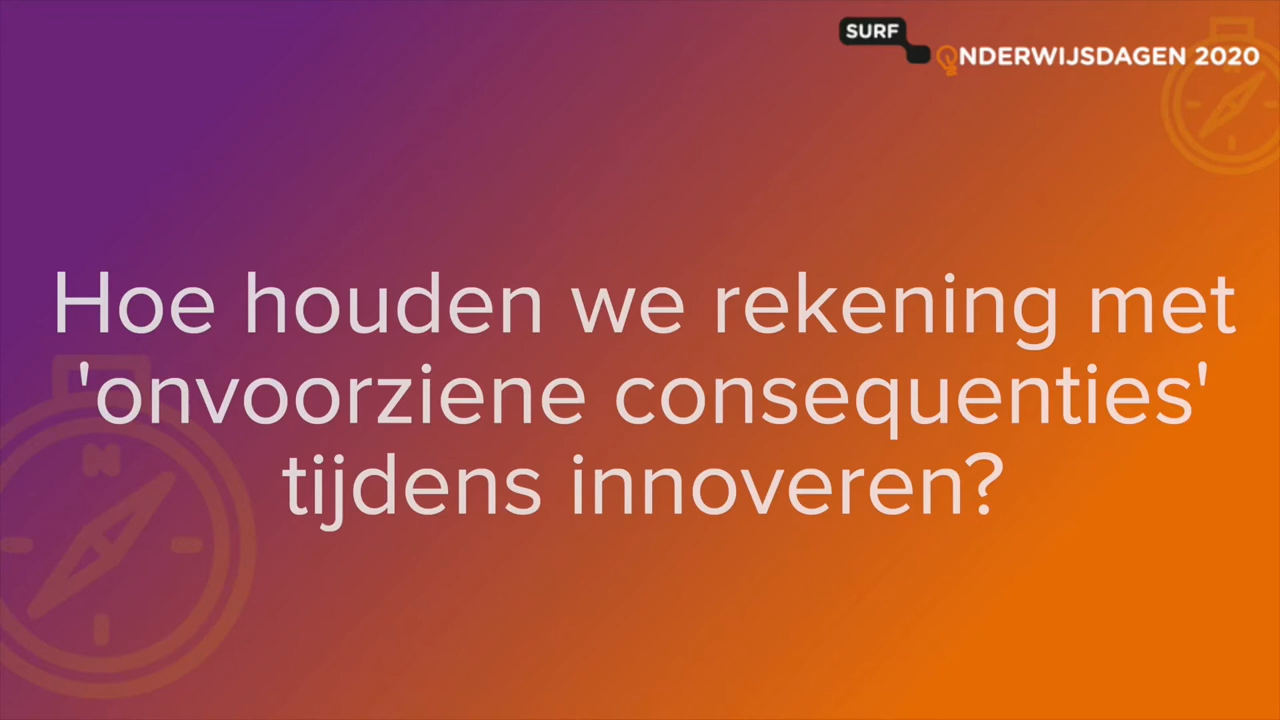 SURF
ONDERWIJSDAGEN 2020
N
Hoe houden we rekening met
'onvoorziene consequenties'
tijdens innoveren?
N